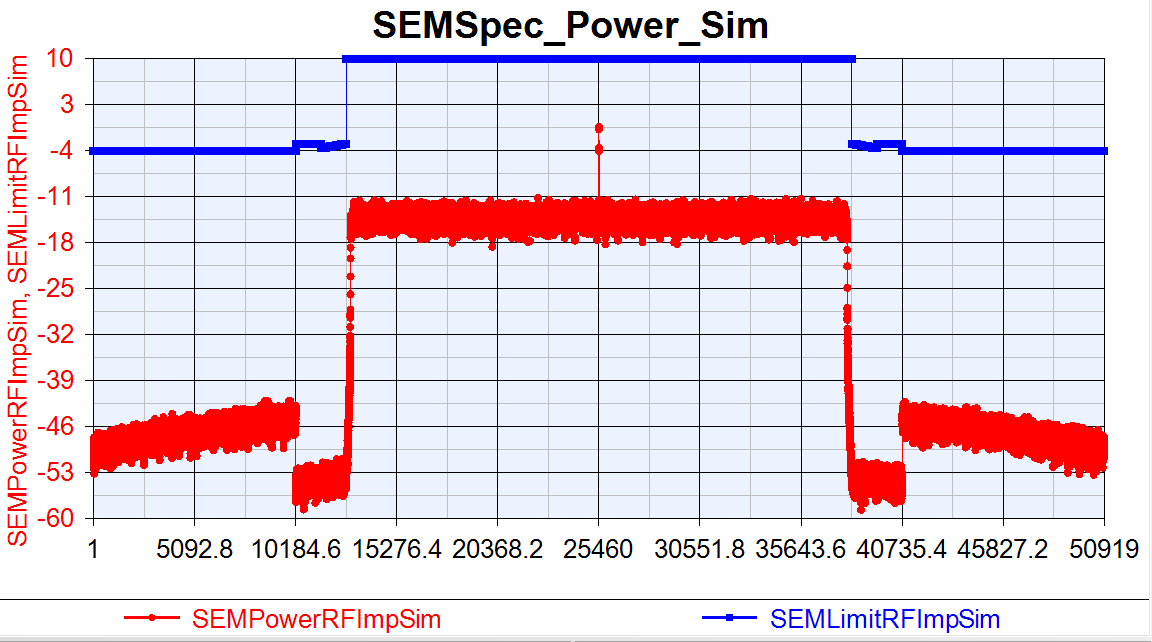 SEMSpec_Power_Sim
SEMPowerRFImpSim, SEMLimitRFImpSim
10
3
-4
-11
-18
-25
-32
-39
-46
-53
-60
1 5092.8 10184.6 15276.4 20368.2 25460 30551.8 35643.6 40735.4 45827.2 50919
SEMPowerRFImpSim SEMLimitRFImpSim